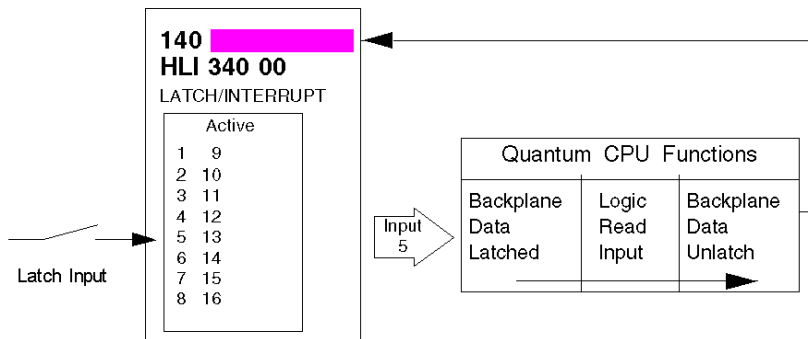 140
HLI 340 00
LATCH/INTERRUPT
Active
1 9
2 10
3 11
4 12
5 13
6 14
7 15
8 16
Latch Input
Input
5
Quantum CPU Functions
Backplane
Data
Latched
Logic
Read
Input
Backplane
Data
Unlatch